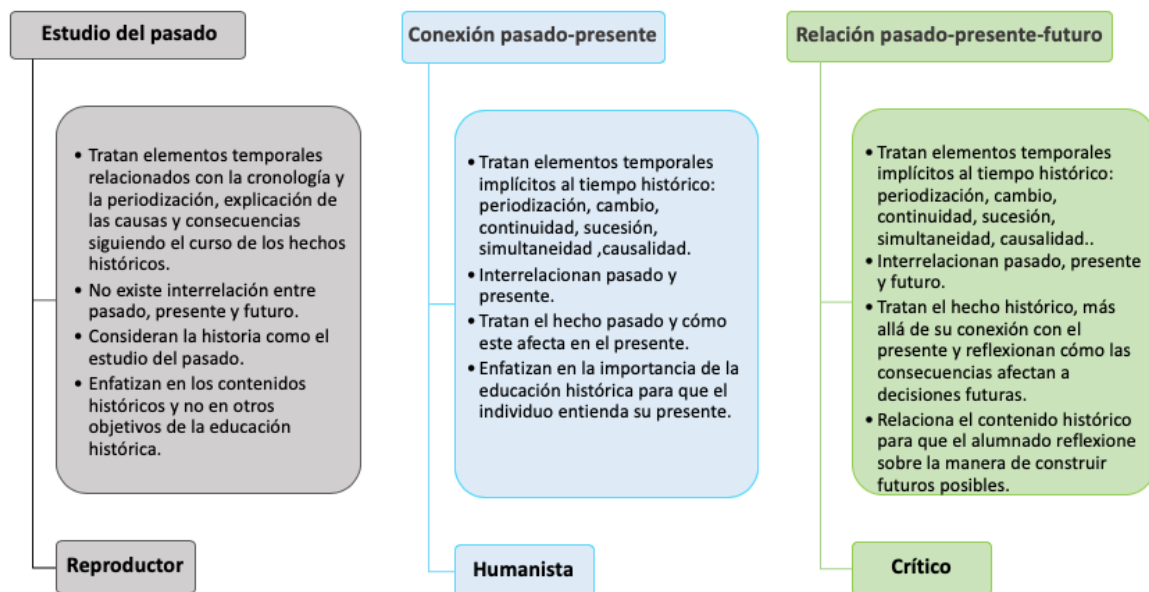 Estudio del pasado
• Tratan elementos temporales
relacionados con la cronología y
la periodización, explicación de
las causas y consecuencias
siguiendo el curso de los hechos
históricos.
• No existe interrelación entre
pasado, presente y futuro.
• Consideran la historia como el
estudio del pasado.
• Enfatizan en los contenidos
históricos y no en otros
objetivos de la educación
histórica.
Reproductor
Conexión pasado-presente
• Tratan elementos temporales
implícitos al tiempo histórico:
periodización, cambio,
continuidad, sucesión,
simultaneidad ,causalidad.
• Interrelacionan pasado y
presente.
• Tratan el hecho pasado y cómo
este afecta en el presente.
• Enfatizan en la importancia de la
educación histórica para que el
individuo entienda su presente.
Humanista
Relación pasado-presente-futuro
• Tratan elementos temporales
implícitos al tiempo histórico:
periodización, cambio,
continuidad, sucesión,
simultaneidad, causalidad..
• Interrelacionan pasado, presente
y futuro.
• Tratan el hecho histórico, más
allá de su conexión con el
presente y reflexionan cómo las
consecuencias afectan a
decisiones futuras.
• Relaciona el contenido histórico
para que el alumnado reflexione
sobre la manera de construir
futuros posibles.
Crítico